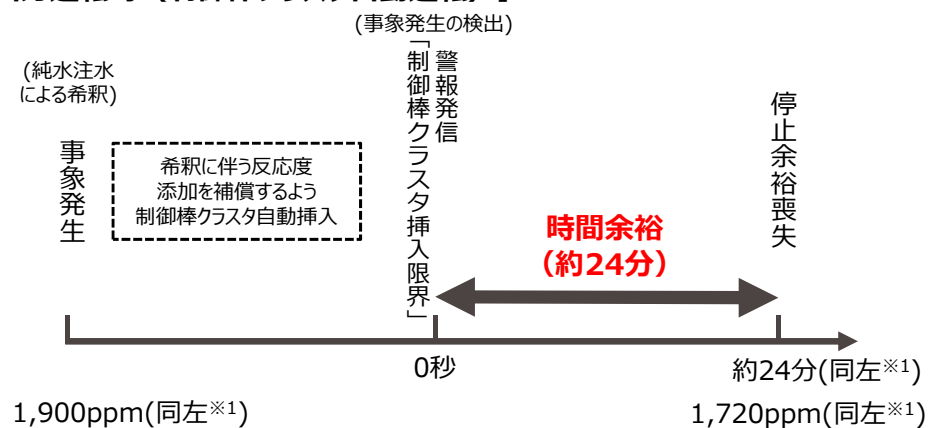 (事象発生の検出)
(純水注水
による希釈)
事象発生
希釈に伴う反応度
添加を補償するよう
制御棒クラスタ自動挿入
警報発信
「制御棒クラスタ挿入限界」
時間余裕
(約24分)
停止余裕喪失
0秒
約24分(同左※1)
1,900ppm(同左※1)
1,720ppm(同左※1)